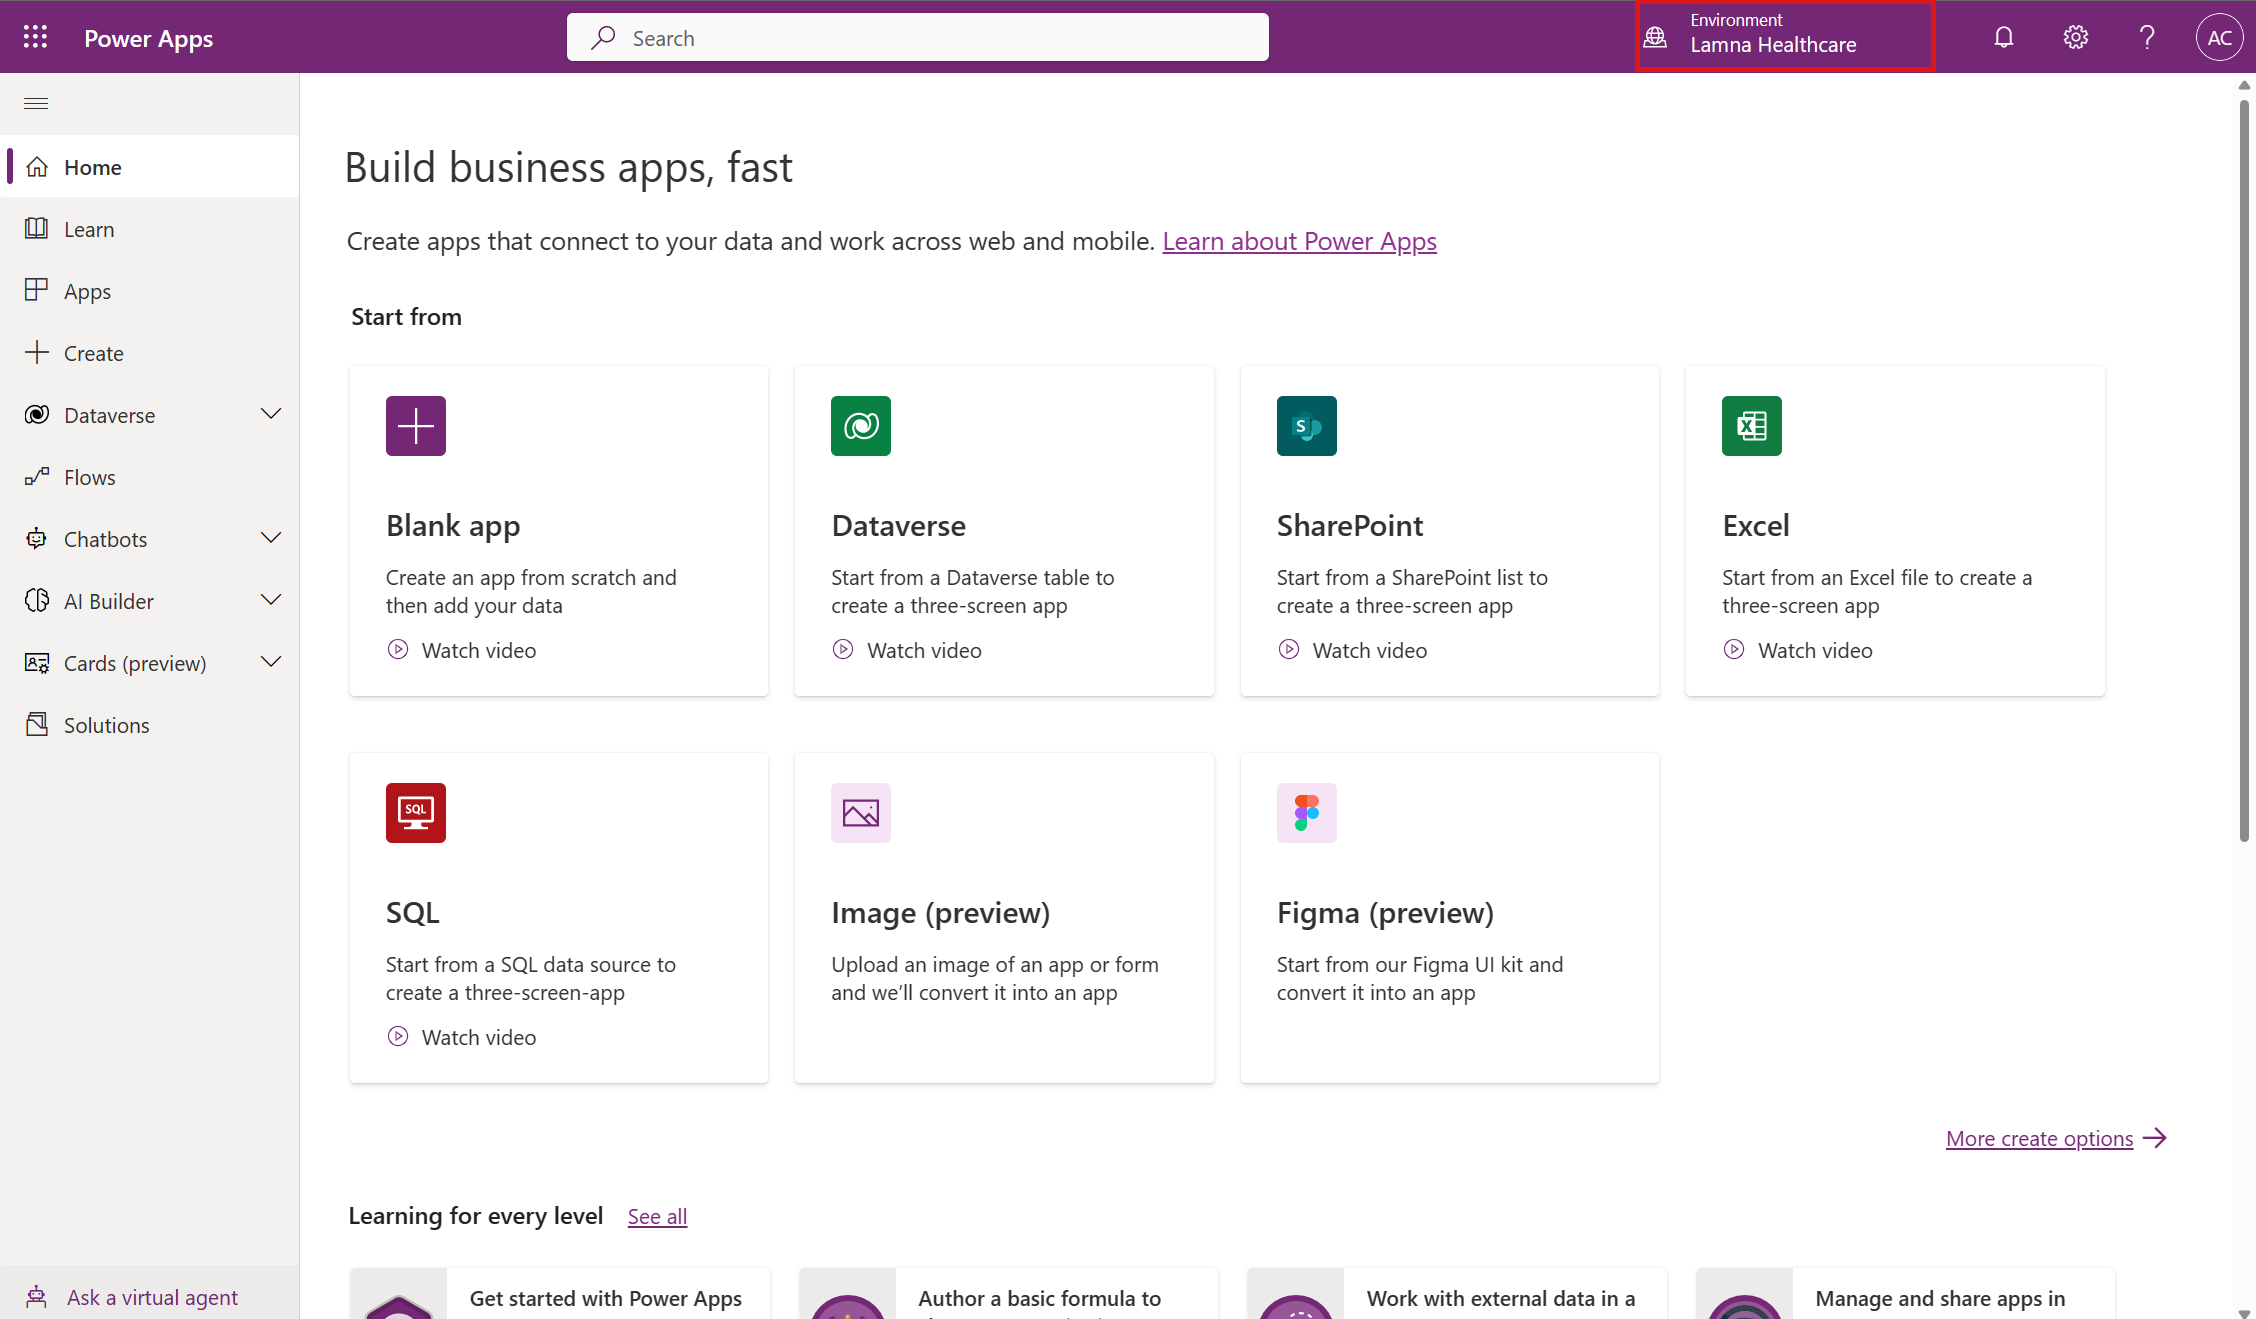 Power Apps
Search
Environment
Lamna Healthcare
AC
Home
Learn
Apps
Create
Dataverse
Flows
Chatbots
AI Builder
Cards (preview)
Solutions
Ask a virtual agent
Build business apps, fast
Create apps that connect to your data and work across web and mobile. Learn about Power Apps
Start from
Blank app
Create an app from scratch and
then add your data
Watch video
Dataverse
Start from a Dataverse table to
create a three-screen app
Watch video
S
SharePoint
Start from a SharePoint list to
create a three-screen app
Watch video
X
Excel
Start from an Excel file to create a
three-screen app
Watch video
SQL
SQL
Start from a SQL data source to
create a three-screen-app
Watch video
Image (preview)
Upload an image of an app or form
and we’ll convert it into an app
Figma (preview)
Start from our Figma UI kit and
convert it into an app
More create options
Learning for every level See all
Get started with Power Apps
Author a basic formula to
Work with external data in a
Manage and share apps in